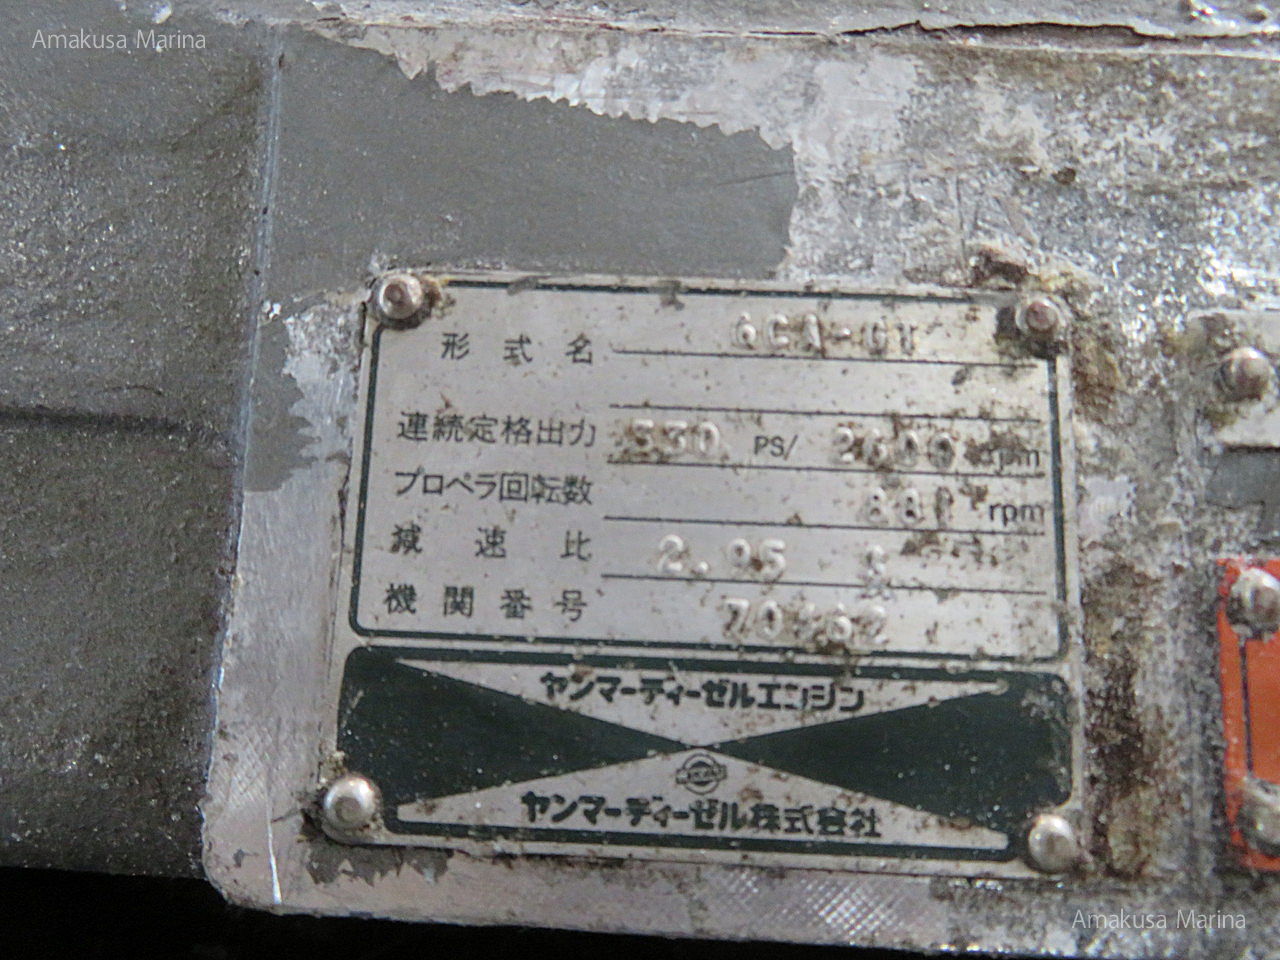 Amakusa Marina
形式名
連続定格出力 330 PS/ 2600 rpm
プロペラ回転数 881 rpm
減速比 2.95
機関番号
ヤンマーディーゼルエンジン
ヤンマーディーゼル株式会社
Amakusa Marina